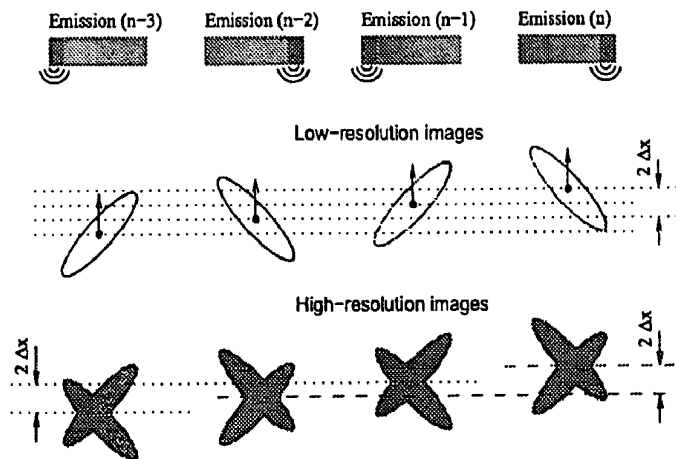 Emission (n−3) Emission (n−2) Emission (n−1) Emission (n)
Low−resolution images
2 Δx
High−resolution images
2 Δx
2 Δx